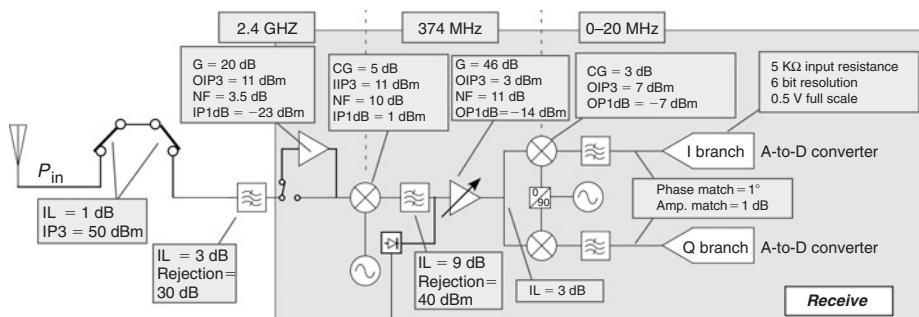 2.4 GHZ
374 MHz
0–20 MHz
G = 20 dB
OIP3 = 11 dBm
NF = 3.5 dB
IP1dB = −23 dBm
CG = 5 dB
IIP3 = 11 dBm
NF = 10 dB
IP1dB = 1 dBm
G = 46 dB
OIP3 = 3 dBm
NF = 11 dB
OP1dB=−14 dBm
CG = 3 dB
OIP3 = 7 dBm
OP1dB = −7 dBm
5 KΩ input resistance
6 bit resolution
0.5 V full scale
Pin
I branch
A-to-D converter
IL = 1 dB
IP3 = 50 dBm
0
90
Phase match = 1°
Amp. match = 1 dB
Q branch
A-to-D converter
IL = 3 dB
Rejection=
30 dB
IL = 9 dB
Rejection=
40 dBm
IL = 3 dB
Receive